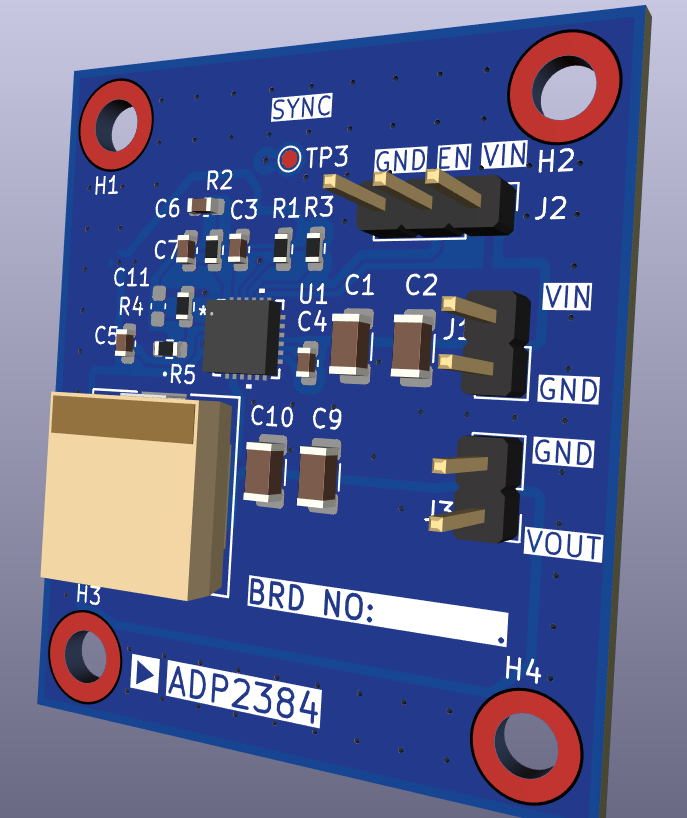 SYNC
TP3
GND EN VIN
H2
H1
R2
J2
C6 C3 R1 R3
C7
C11
U1 C1 C2
VIN
R4
*
C4
J1
C5
R5
GND
C10 C9
GND
J3
VOUT
H3
BRD NO:
H4
ADP2384